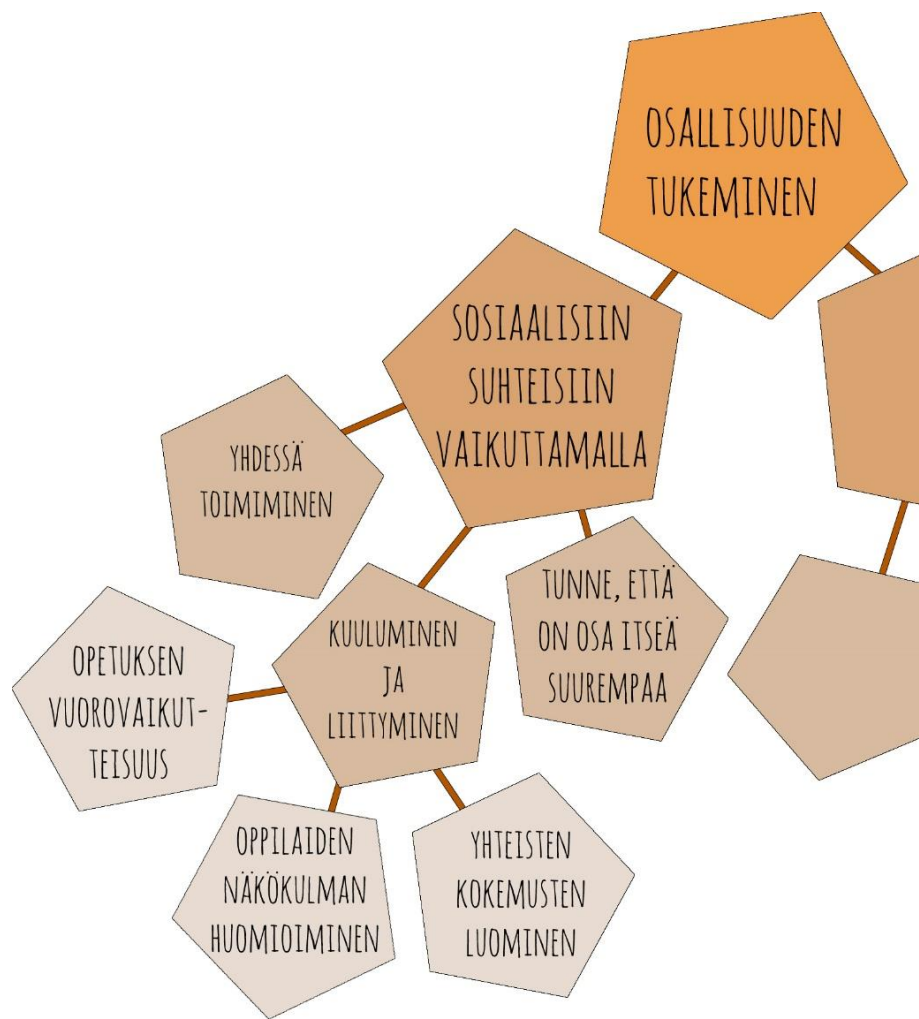 OSALLISUUDEN
TUKEMINEN
SOSIAALISIIN
SUHTEISIIN
VAIKUTTAMALLA
YHDESSÄ
TOIMIMINEN
KUULUMINEN
JA
LIITTYMINEN
TUNNE, ETTÄ
ON OSA ITSEÄ
SUUREMPAA
OPETUKSEN
VUOROVAIKUT-
TEISUUS
OPPILAIDEN
NÄKÖKULMAN
HUOMIOIMINEN
YHTEISTEN
KOKEMUSTEN
LUOMINEN